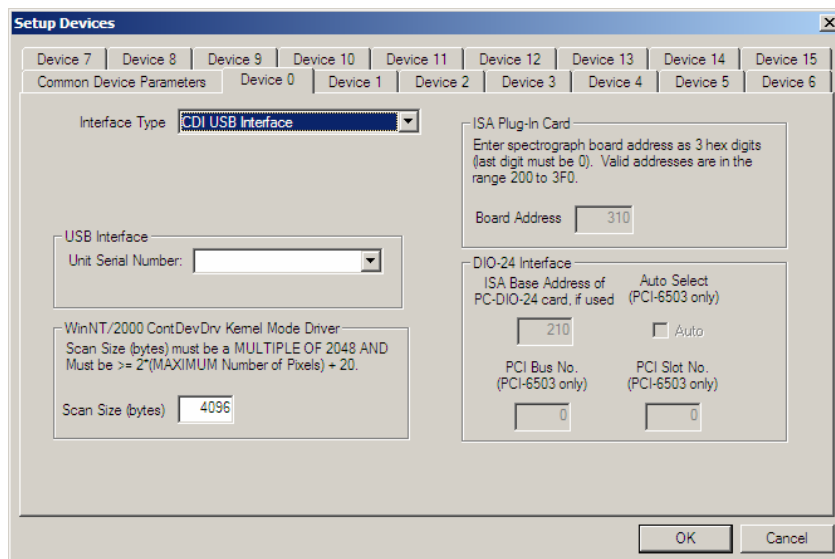 Setup Devices
Device 7 Device 8 Device 9 Device 10 Device 11 Device 12 Device 13 Device 14 Device 15
Common Device Parameters Device 0 Device 1 Device 2 Device 3 Device 4 Device 5 Device 6
Interface Type CDI USB Interface
USB Interface
Unit Serial Number:
WinNT/2000 ContDevDrv Kernel Mode Driver
Scan Size (bytes) must be a MULTIPLE OF 2048 AND
Must be >= 2*(MAXIMUM Number of Pixels) + 20.
Scan Size (bytes) 4096
ISA Plug-In Card
Enter spectrograph board address as 3 hex digits
(last digit must be 0). Valid addresses are in the
range 200 to 3F0.
Board Address 310
DIO-24 Interface
ISA Base Address of
PC-DIO-24 card, if used
210
Auto Select
(PCI-6503 only)
Auto
PCI Bus No.
(PCI-6503 only)
0
PCI Slot No.
(PCI-6503 only)
0
OK Cancel